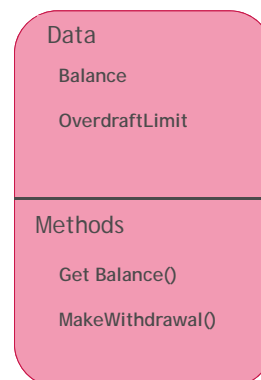 Data
Balance
OverdraftLimit
Methods
Get Balance()
MakeWithdrawal()